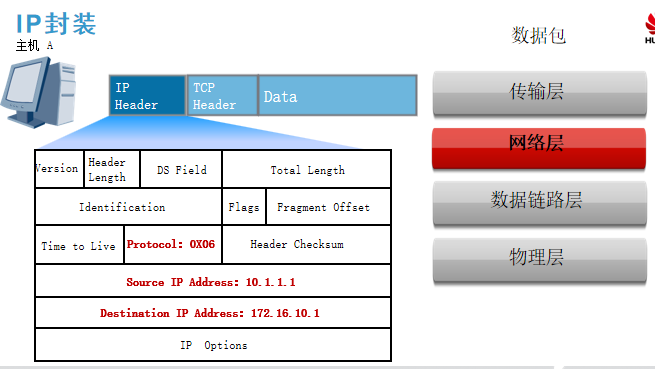 IP封装
主机 A
数据包
IP
Header
TCP
Header
Data
传输层
网络层
数据链路层
物理层
Version
Header
Length
DS Field
Total Length
Identification
Flags
Fragment Offset
Time to Live
Protocol: 0X06
Header Checksum
Source IP Address: 10.1.1.1
Destination IP Address: 172.16.10.1
IP Options